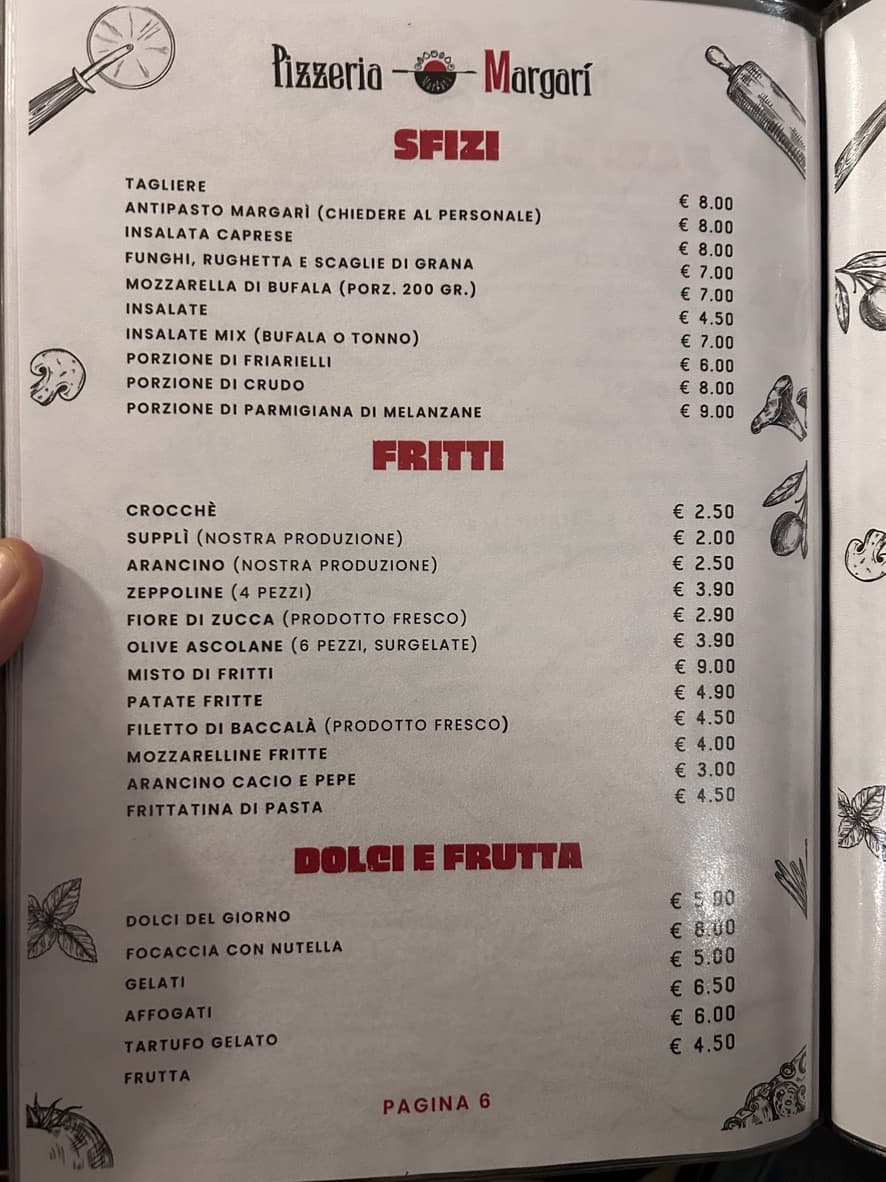 Pizzeria Margarí
SFIZI
TAGLIERE € 8.00
ANTIPASTO MARGARÌ (CHIEDERE AL PERSONALE) € 8.00
INSALATA CAPRESE € 8.00
FUNGHI, RUGHETTA E SCAGLIE DI GRANA € 7.00
MOZZARELLA DI BUFALA (PORZ. 200 GR.) € 7.00
INSALATE € 4.50
INSALATE MIX (BUFALA O TONNO) € 7.00
PORZIONE DI FRIARIELLI € 6.00
PORZIONE DI CRUDO € 8.00
PORZIONE DI PARMIGIANA DI MELANZANE € 9.00
FRITTI
CROCCHÈ € 2.50
SUPPLÌ (NOSTRA PRODUZIONE) € 2.00
ARANCINO (NOSTRA PRODUZIONE) € 2.50
ZEPPOLINE (4 PEZZI) € 3.90
FIORE DI ZUCCA (PRODOTTO FRESCO) € 2.90
OLIVE ASCOLANE (6 PEZZI, SURGELATE) € 3.90
MISTO DI FRITTI € 9.00
PATATE FRITTE € 4.90
FILETTO DI BACCALÀ (PRODOTTO FRESCO) € 4.50
MOZZARELLINE FRITTE € 4.00
ARANCINO CACIO E PEPE € 3.00
FRITTATINA DI PASTA € 4.50
DOLCI E FRUTTA
DOLCI DEL GIORNO € 5.00
FOCACCIA CON NUTELLA € 8.00
GELATI € 5.00
AFFOGATI € 6.50
TARTUFO GELATO € 6.00
FRUTTA € 4.50
PAGINA 6